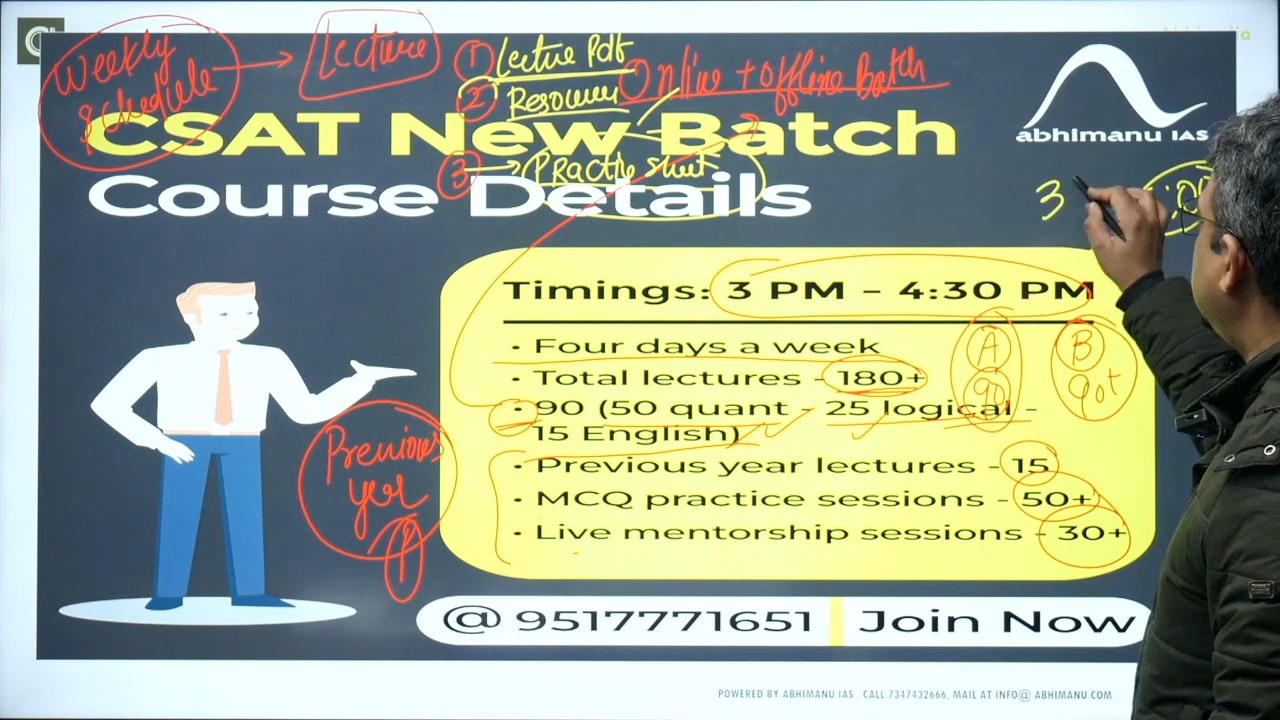 Weekly
schedule
Lecture
① Lecture Pdf
② Resources
Online + offline Batch
③ Practice sheet
CSAT New Batch
Course Details
abhimanu IAS
3 :00
Timings: 3 PM - 4:30 PM
• Four days a week
• Total lectures - 180+
• 90 (50 quant - 25 logical -
15 English)
• Previous year lectures - 15
• MCQ practice sessions - 50+
• Live mentorship sessions - 30+
A
90
B
90+
Previous
year
@ 9517771651 | Join Now
POWERED BY ABHIMANU IAS , CALL 7347432666, MAIL AT INFO@ ABHIMANU.COM